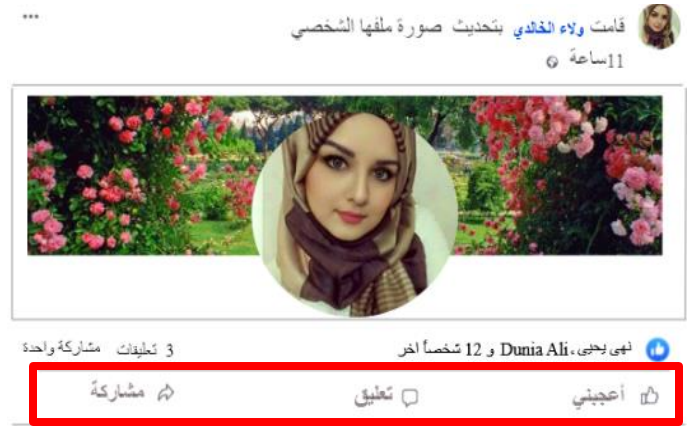 قامت ولاء الخالدي بتحديث صورة ملفها الشخصي
11ساعة
نهى يحيى، Dunia Ali و 12 شخصاً اخر
3 تعليقات مشاركة واحدة
أعجبني تعليق مشاركة